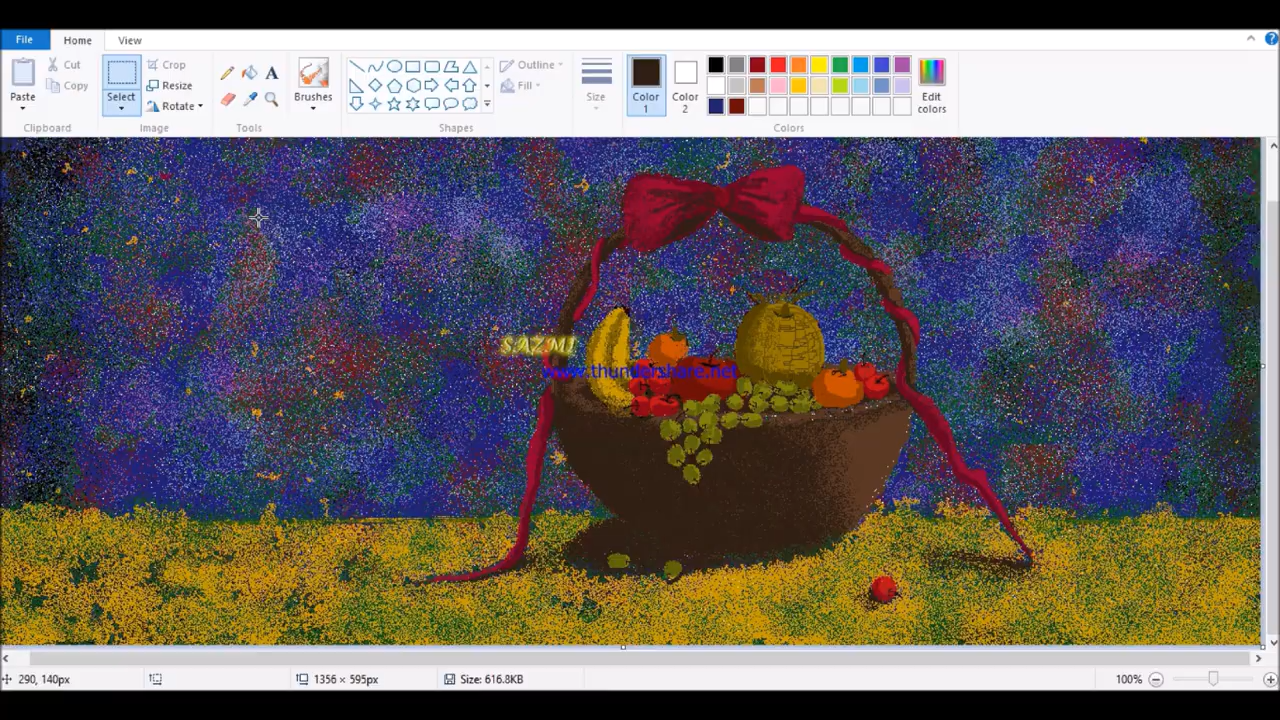 File
Home
View
Paste
Cut
Copy
Clipboard
Select
Crop
Resize
Rotate
Image
Tools
Brushes
Shapes
Outline
Fill
Size
Color
1
Color
2
Colors
Edit
colors
SAZMI
www.thundershare.net
290, 140px
1356 × 595px
Size: 616.8KB
100%